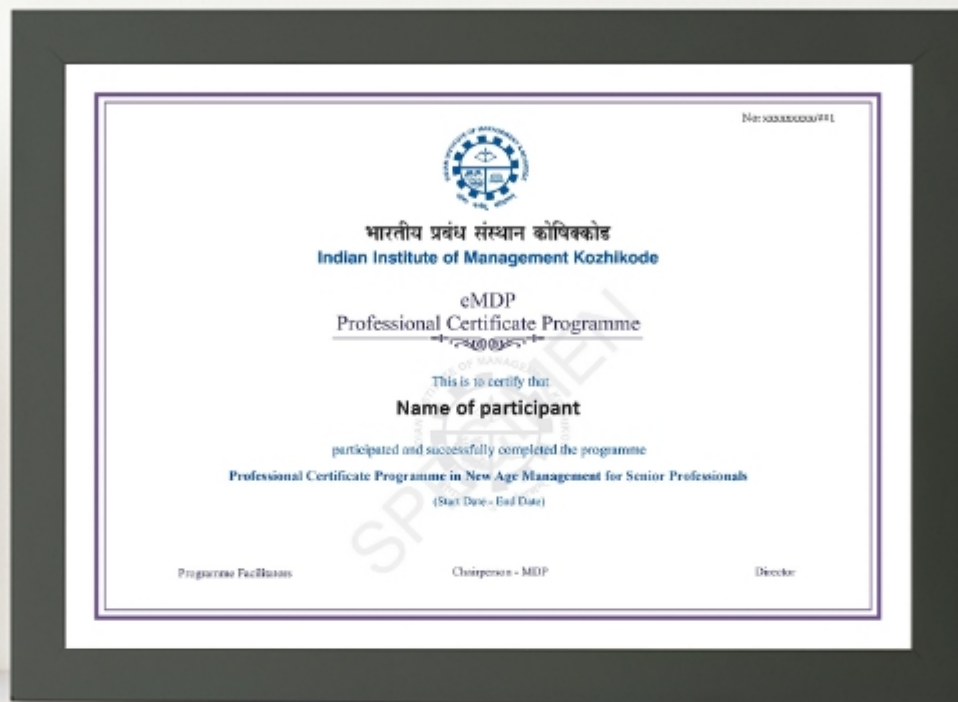 भारतीय प्रबंध संस्थान कोषिक्कोड
Indian Institute of Management Kozhikode
eMDP
Professional Certificate Programme
This is to certify that
Name of participant
participated and successfully completed the programme
Professional Certificate Programme in New Age Management for Senior Professionals
(Start Date - End Date)
SPECIMEN
Programme Facilitators
Chairperson - MDP
Director